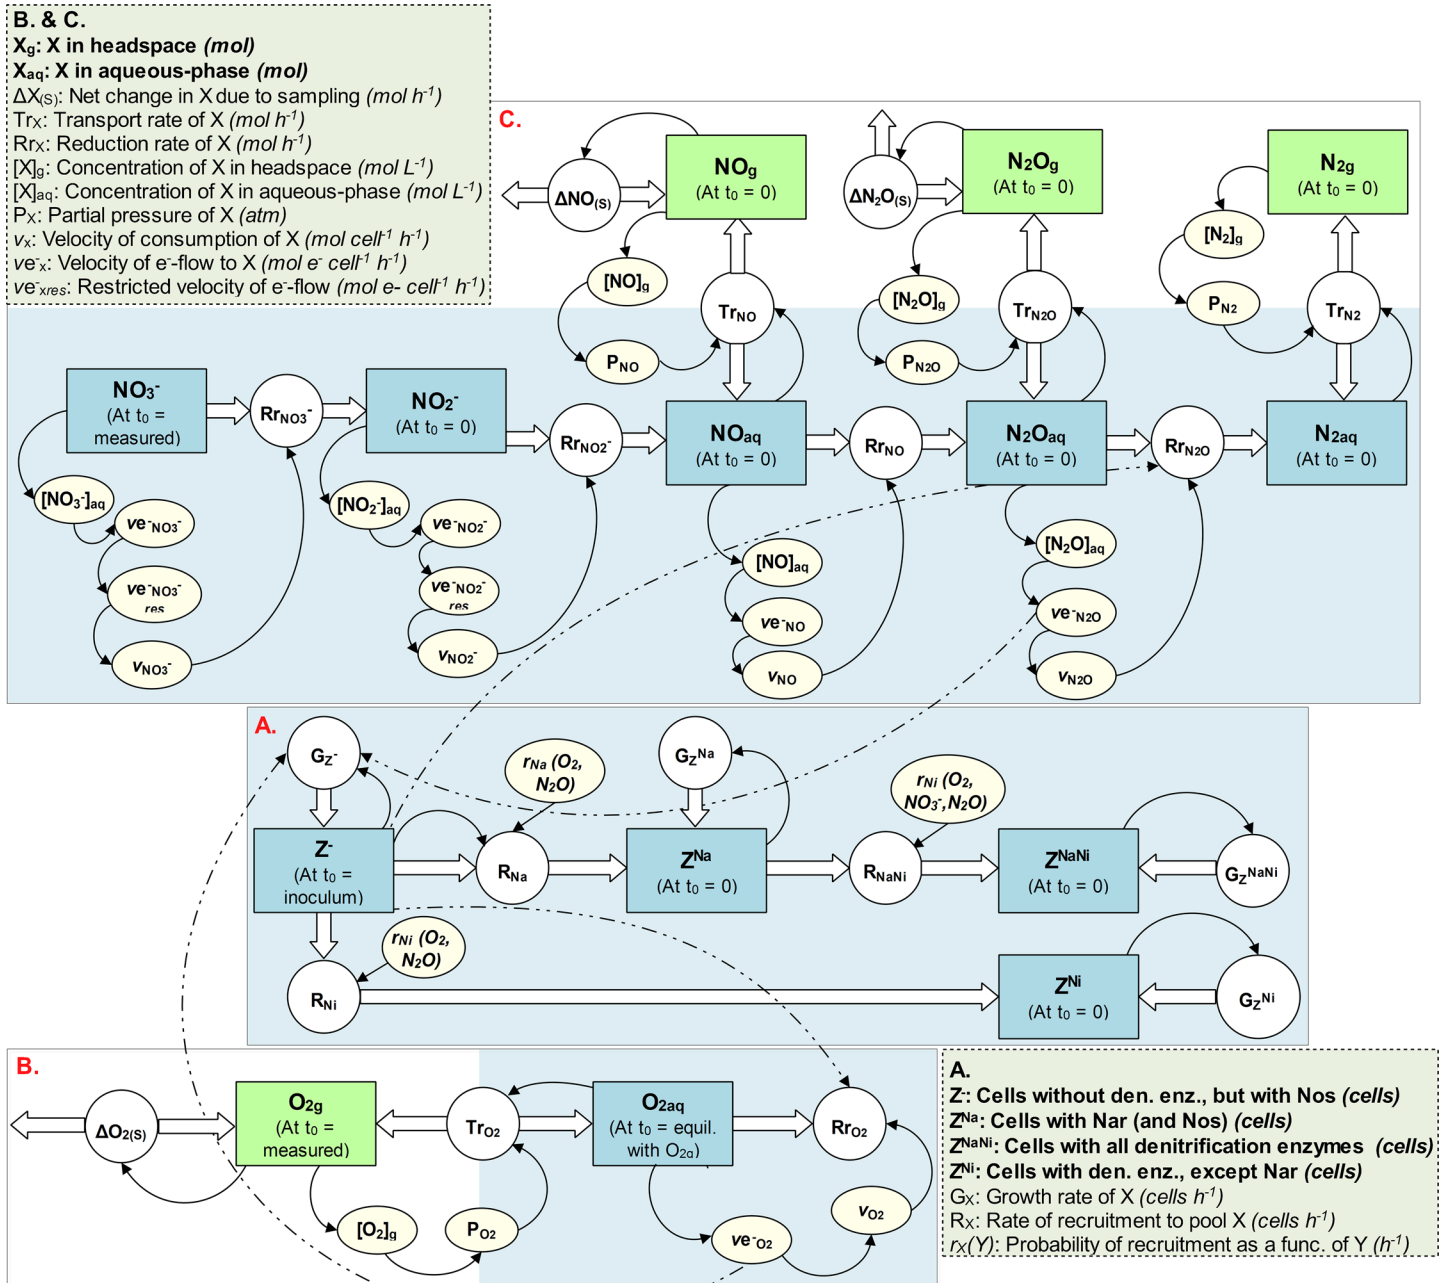 B. & C.
Xg: X in headspace (mol)
Xaq: X in aqueous-phase (mol)
ΔX(S): Net change in X due to sampling (mol h-1)
TrX: Transport rate of X (mol h-1)
RrX: Reduction rate of X (mol h-1)
[X]g: Concentration of X in headspace (mol L-1)
[X]aq: Concentration of X in aqueous-phase (mol L-1)
PX: Partial pressure of X (atm)
vx: Velocity of consumption of X (mol cell-1 h-1)
ve-x: Velocity of e--flow to X (mol e- cell-1 h-1)
ve-xres: Restricted velocity of e--flow (mol e- cell-1 h-1)
C.
ΔNO(S)
NOg
(At t0 = 0)
ΔN2O(S)
N2Og
(At t0 = 0)
N2g
(At t0 = 0)
[NO]g
[N2O]g
[N2]g
PNO
TrNO
PN2O
TrN2O
PN2
TrN2
NO3-
(At t0 =
measured)
RrNO3-
NO2-
(At t0 = 0)
RrNO2-
NOaq
(At t0 = 0)
RrNO
N2Oaq
(At t0 = 0)
RrN2O
N2aq
(At t0 = 0)
[NO3-]aq
ve-NO3-
ve-NO3-
res
vNO3-
[NO2-]aq
ve-NO2-
ve-NO2-
res
vNO2-
[NO]aq
ve-NO
vNO
[N2O]aq
ve-N2O
vN2O
A.
GZ-
rNa (O2,
N2O)
GZNa
rNi (O2,
NO3-,N2O)
Z-
(At t0 =
inoculum)
RNa
ZNa
(At t0 = 0)
RNaNi
ZNaNi
(At t0 = 0)
GZNaNi
rNi (O2,
N2O)
RNi
ZNi
(At t0 = 0)
GZNi
B.
ΔO2(S)
O2g
(At t0 =
measured)
TrO2
O2aq
(At t0 = equil.
with O2g)
RrO2
[O2]g
PO2
ve-O2
vO2
A.
Z-: Cells without den. enz., but with Nos (cells)
ZNa: Cells with Nar (and Nos) (cells)
ZNaNi: Cells with all denitrification enzymes (cells)
ZNi: Cells with den. enz., except Nar (cells)
GX: Growth rate of X (cells h-1)
RX: Rate of recruitment to pool X (cells h-1)
rX(Y): Probability of recruitment as a func. of Y (h-1)